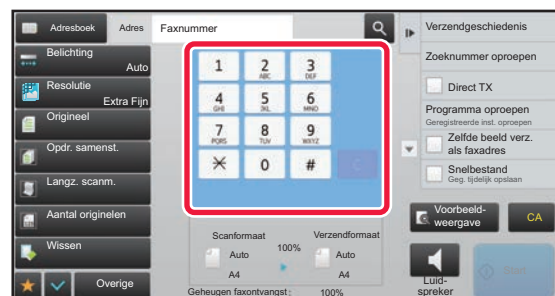 Adresboek
Adres
Faxnummer
Verzendgeschiedenis
Belichting
Auto
Resolutie
Extra Fijn
Origineel
Opdr. samenst.
Langz. scanm.
Aantal originelen
Wissen
Overige
1
2
ABC
3
DEF
4
GHI
5
JKL
6
MNO
7
PQRS
8
TUV
9
WXYZ
0
#
C
Scanformaat
Verzendformaat
Auto
100%
Auto
A4
A4
Geheugen faxontvangst: 100%
Zoeknummer oproepen
Direct TX
Programma oproepen
Geregistreerde inst. oproepen
Zelfde beeld verz.
als faxadres
Snelbestand
Geg. tijdelijk opslaan
Voorbeeld-
weergave
CA
Luid-
spreker
Start